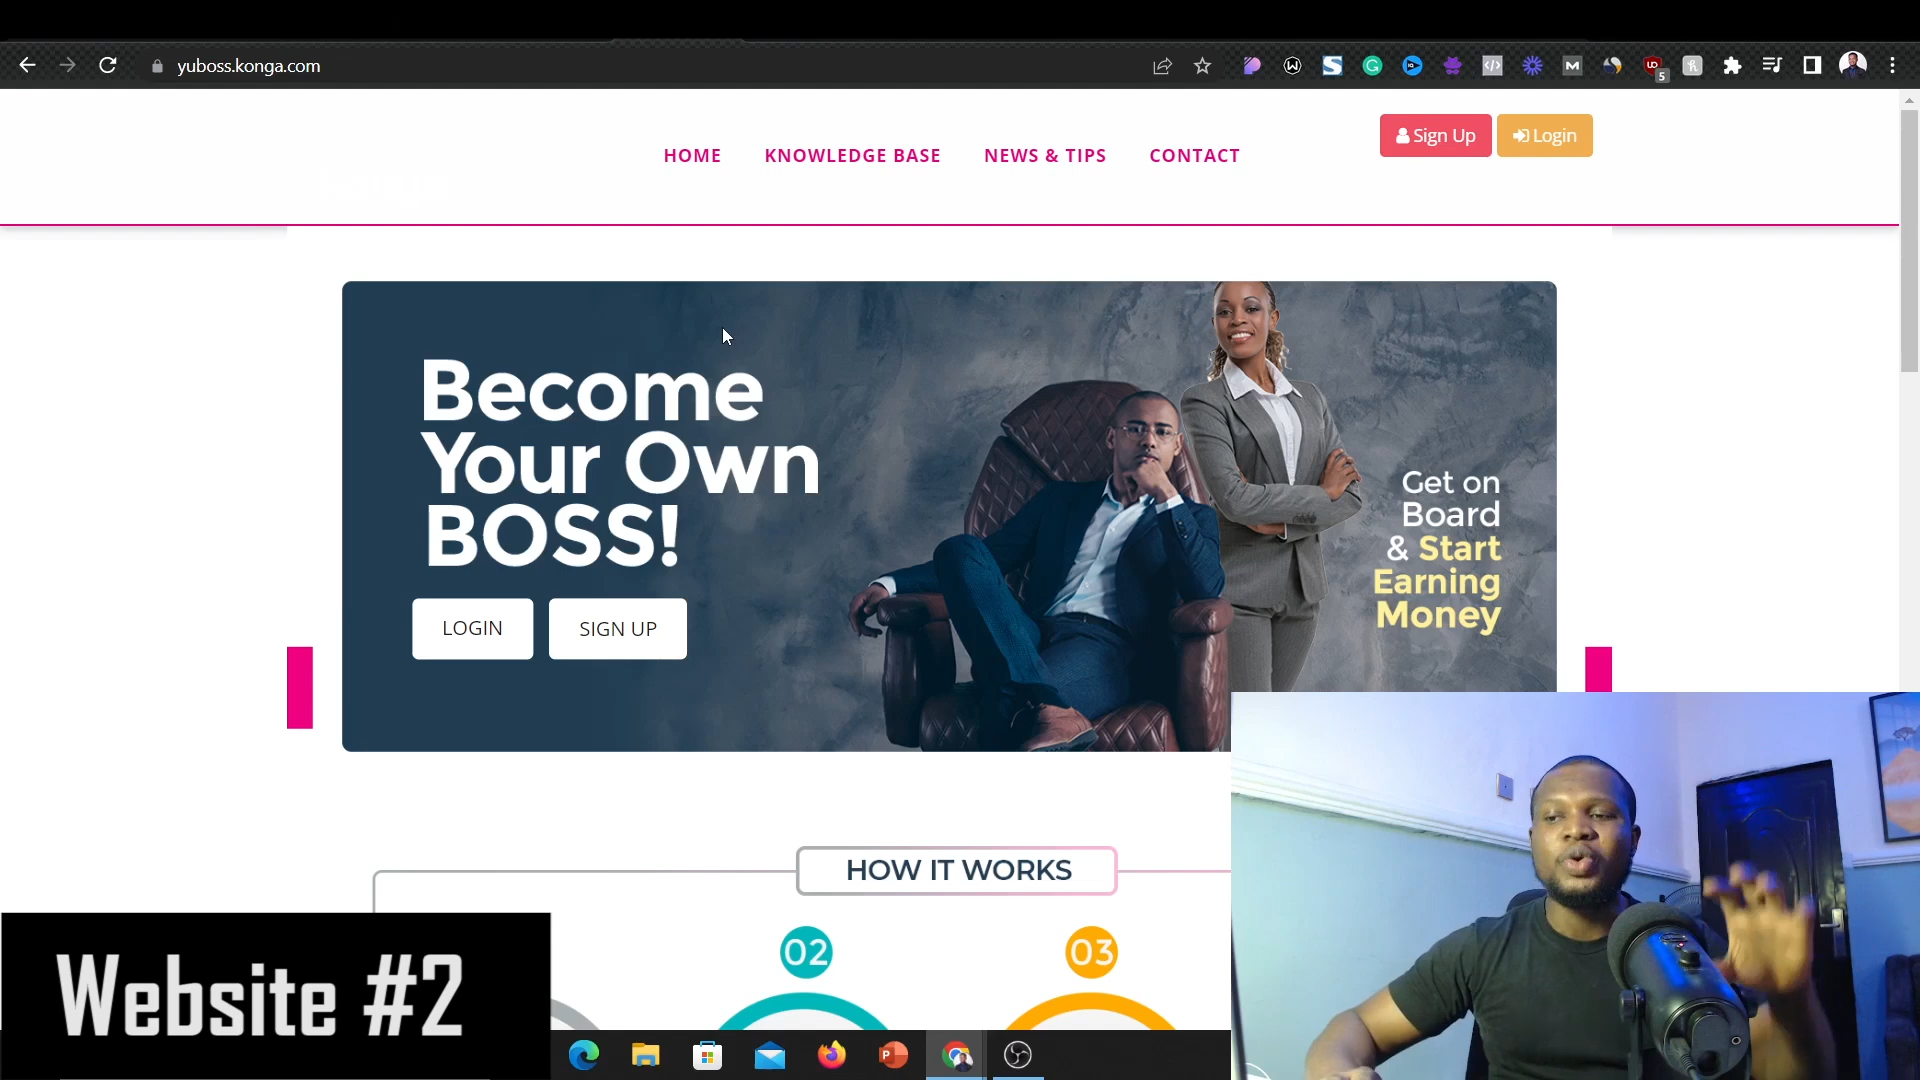 yuboss.konga.com
5
HOME KNOWLEDGE BASE NEWS & TIPS CONTACT
Sign Up Login
Become
Your Own
BOSS!
LOGIN SIGN UP
Get on
Board
& Start
Earning
Money
HOW IT WORKS
02 03
Website #2